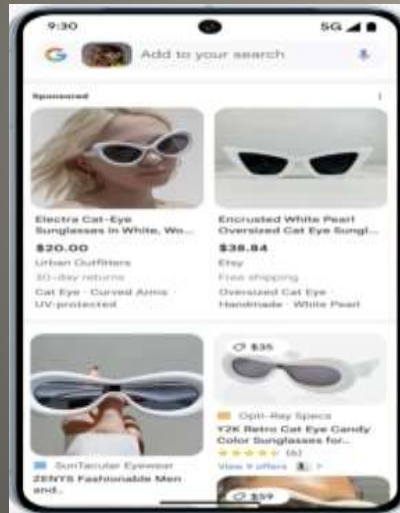 9:30
5G
Add to your search
Sponsored
Electra Cat-Eye
Sunglasses in White, Wo...
$20.00
Urban Outfitters
30-day returns
Cat Eye · Curved Arms ·
UV-protected
Encrusted White Pearl
Oversized Cat Eye Sungl...
$38.84
Etsy
Free shipping
Oversized Cat Eye ·
Handmade · White Pearl
SunTacular Eyewear
ZENYS Fashionable Men
and..
$35
Opti-Ray Specs
Y2K Retro Cat Eye Candy
Color Sunglasses for...
(6)
View 9 offers
$59